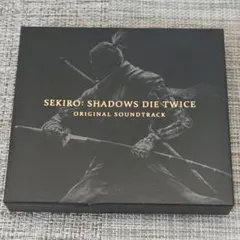 SEKIRO: SHADOWS DIE TWICE
ORIGINAL SOUNDTRACK